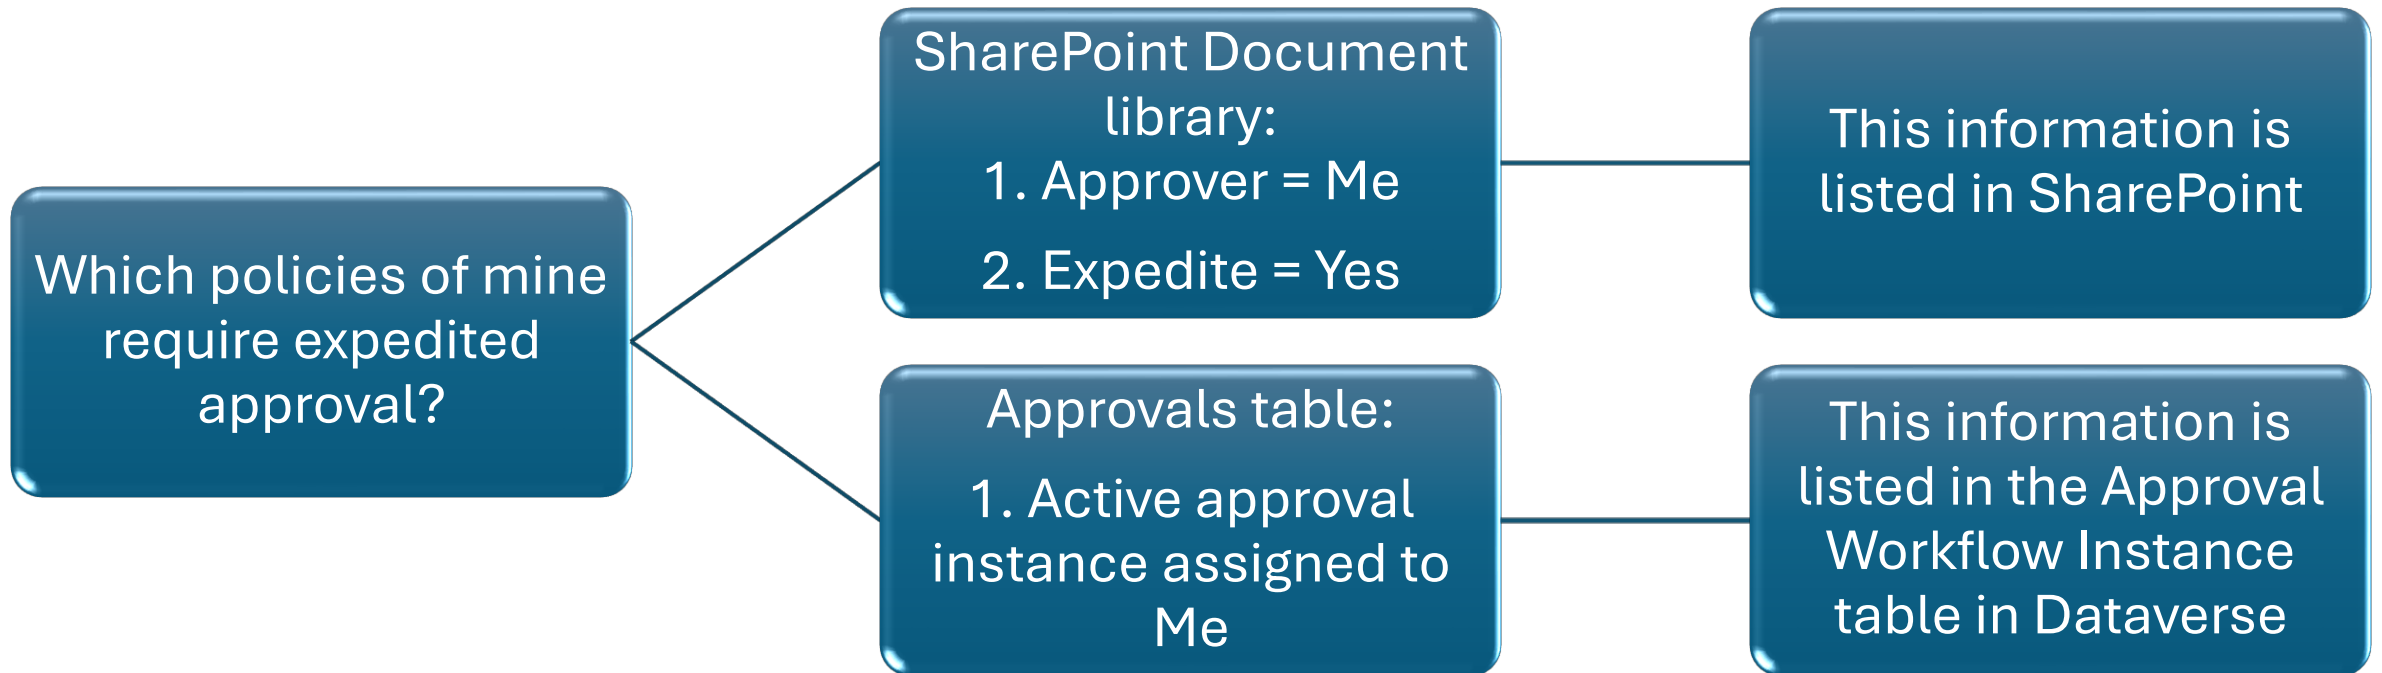 Which policies of mine
require expedited
approval?
SharePoint Document
library:
1. Approver = Me
2. Expedite = Yes
This information is
listed in SharePoint
Approvals table:
1. Active approval
instance assigned to
Me
This information is
listed in the Approval
Workflow Instance
table in Dataverse